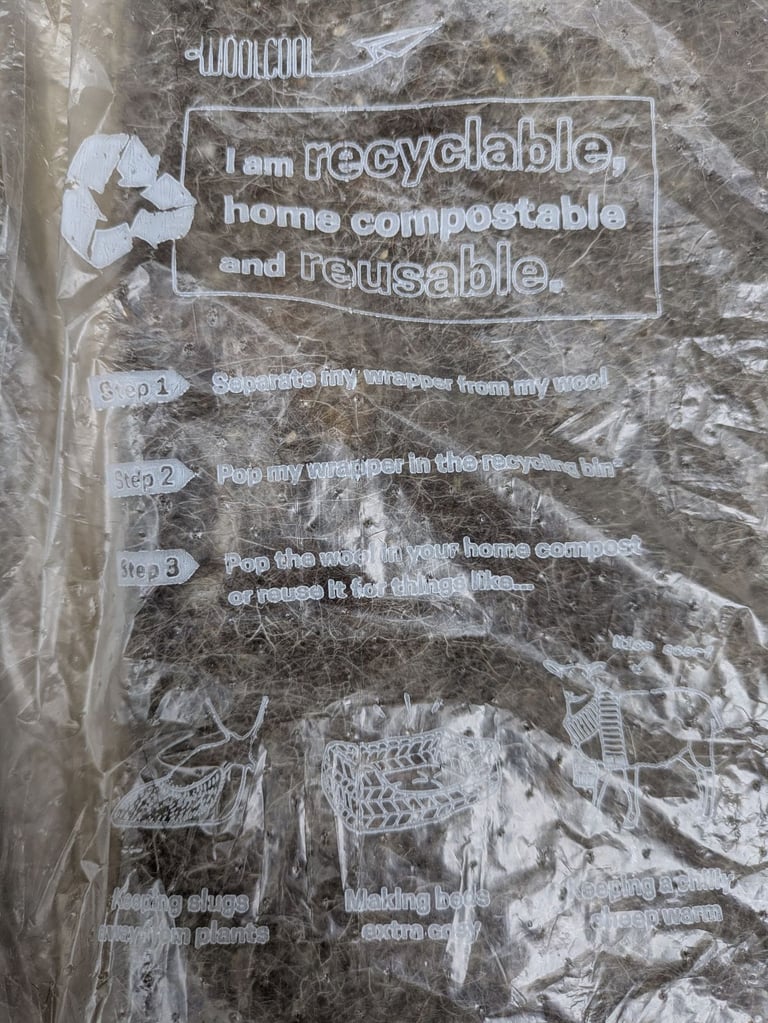 WOOLCOOL
I am recyclable,
home compostable
and reusable.
Step 1 Separate my wrapper from my wool
Step 2 Pop my wrapper in the recycling bin*
Step 3 Pop the wool in your home compost
or reuse it for things like...
Keeping slugs
away from plants
Making beds
extra cosy
Keeping a chilly
sheep warm